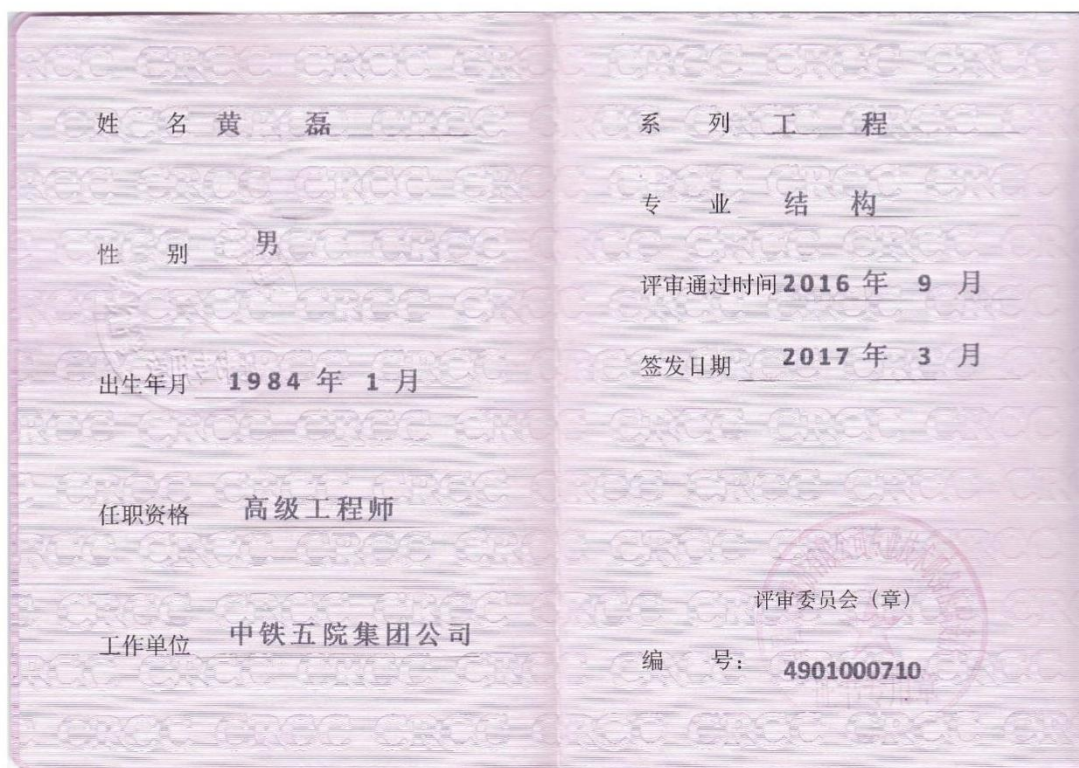 姓 名 黄 磊
性 别 男
出生年月 1984 年 1 月
任职资格 高级工程师
工作单位 中铁五院集团公司
系 列 工 程
专 业 结 构
评审通过时间 2016 年 9 月
签发日期 2017 年 3 月
评审委员会（章）
编 号： 4901000710
CRCC